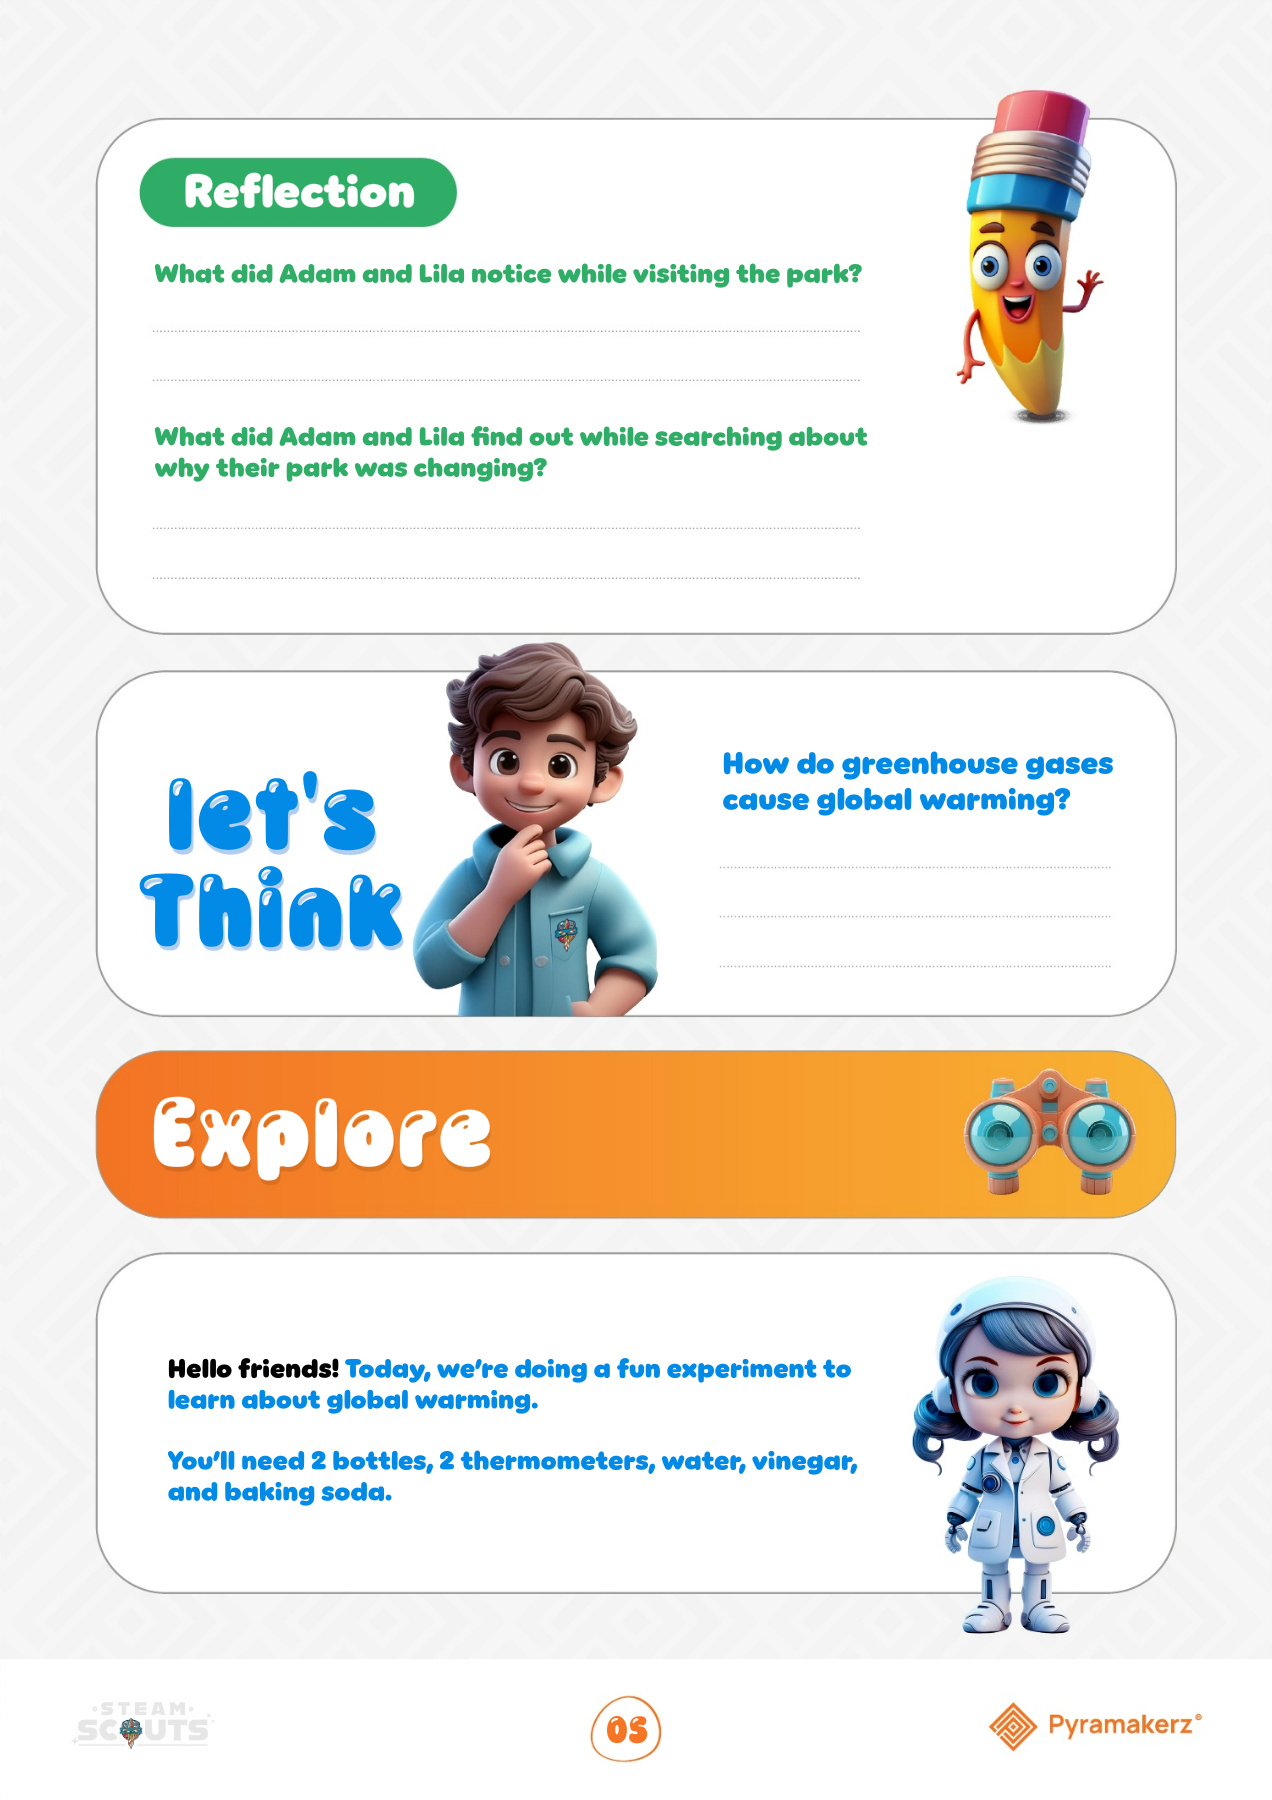 Reflection
What did Adam and Lila notice while visiting the park?
What did Adam and Lila find out while searching about
why their park was changing?
let's
Think
How do greenhouse gases
cause global warming?
Explore
Hello friends! Today, we’re doing a fun experiment to
learn about global warming.
You’ll need 2 bottles, 2 thermometers, water, vinegar,
and baking soda.
STEAM
SCOUTS
05
Pyramakerz®